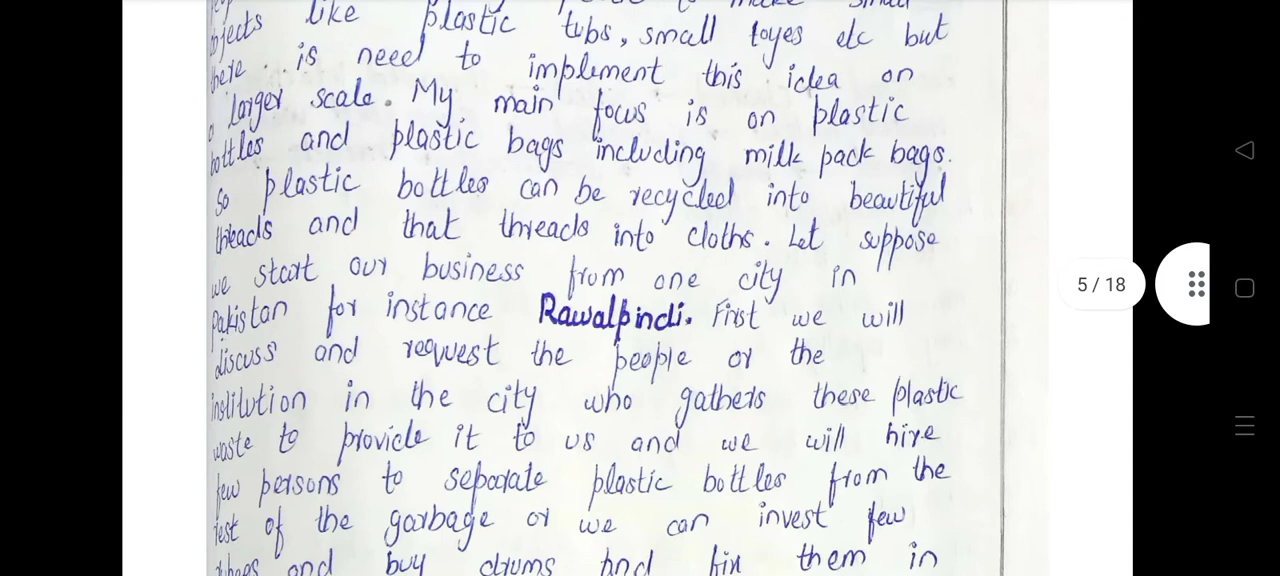 objects like plastic tubs, small toyes etc but
there is need to implement this idea on
a larger scale. My main focus is on plastic
bottles and plastic bags including milk pack bags.
So plastic bottles can be recycled into beautiful
threads and that threads into cloths. Let suppose
we start our business from one city in
Pakistan for instance Rawalpindi. First we will
discuss and request the people or the
institution in the city who gathers these plastic
waste to provide it to us and we will hire
few persons to separate plastic bottles from the
rest of the garbage or we can invest few
and buy drums and fix them in
5 / 18